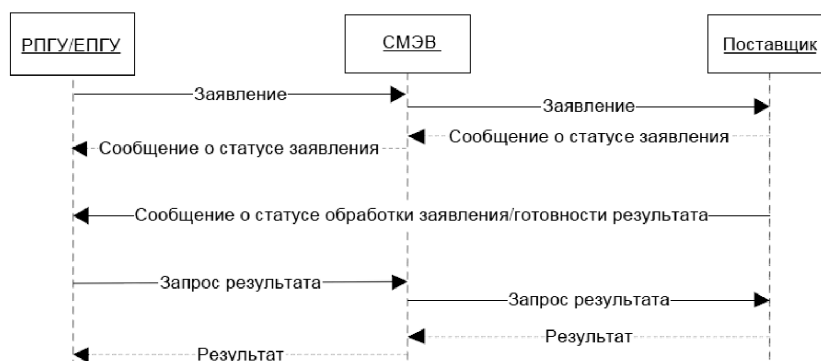 РПГУ/ЕПГУ
СМЭВ
Поставщик
Заявление
Заявление
Сообщение о статусе заявления
Сообщение о статусе заявления
Сообщение о статусе обработки заявления/готовности результата
Запрос результата
Запрос результата
Результат
Результат